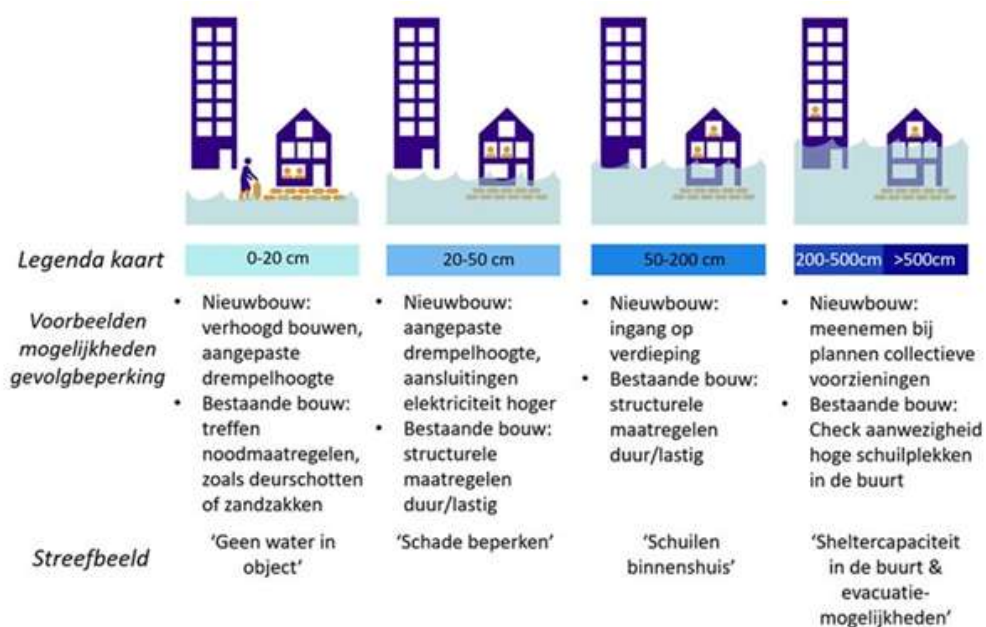 Legenda kaart
0-20 cm
20-50 cm
50-200 cm
200-500cm
>500cm
Voorbeelden
mogelijkheden
gevolgbeperking
• Nieuwbouw:
verhoogd bouwen,
aangepaste
drempelhoogte
• Bestaande bouw:
treffen
noodmaatregelen,
zoals deurschotten
of zandzakken
• Nieuwbouw:
aangepaste
drempelhoogte,
aansluitingen
elektriciteit hoger
• Bestaande bouw:
structurele
maatregelen
duur/lastig
• Nieuwbouw:
ingang op
verdieping
• Bestaande bouw:
structurele
maatregelen
duur/lastig
• Nieuwbouw:
meenemen bij
plannen collectieve
voorzieningen
• Bestaande bouw:
Check aanwezigheid
hoge schuilplekken
in de buurt
Streefbeeld
‘Geen water in
object’
‘Schade beperken’
‘Schuilen
binnenshuis’
‘Sheltercapaciteit
in de buurt &
evacuatie-
mogelijkheden’